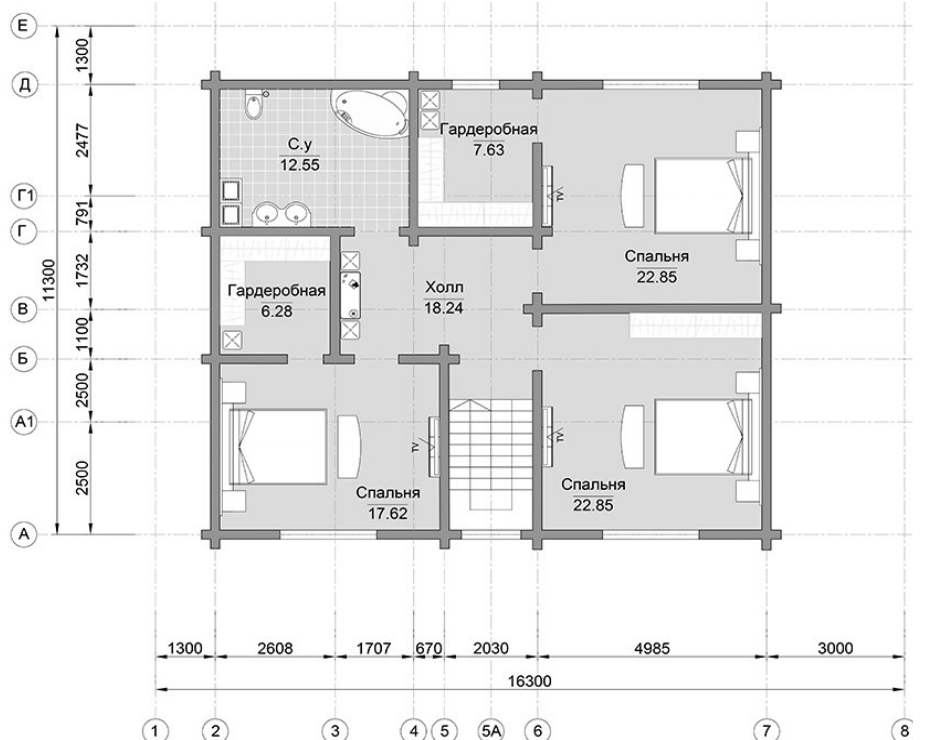 Е
1300
Д
2477
Г1
791
Г
1732
11300
В
1100
Б
2500
А1
2500
А
С.у
12.55
Гардеробная
7.63
TV
Спальня
22.85
Гардеробная
6.28
Холл
18.24
TV
Спальня
17.62
TV
Спальня
22.85
1300 2608 1707 670 2030 4985 3000
16300
1 2 3 4 5 5А 6 7 8